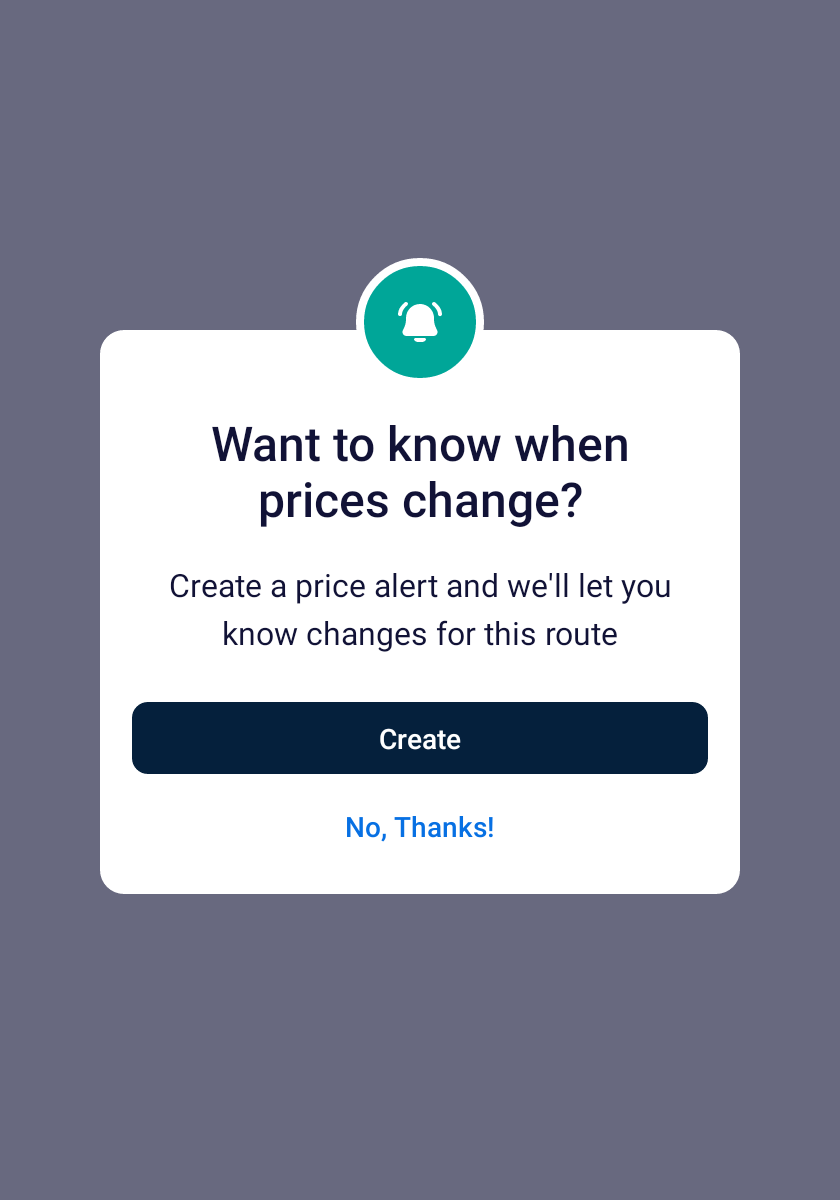 Want to know when
prices change?
Create a price alert and we'll let you
know changes for this route
Create
No, Thanks!